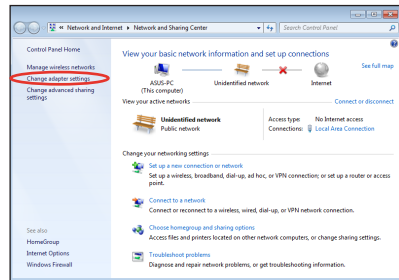 Network and Internet ▸ Network and Sharing Center
Search Control Panel
Control Panel Home
Manage wireless networks
Change adapter settings
Change advanced sharing
settings
See also
HomeGroup
Internet Options
Windows Firewall
View your basic network information and set up connections
See full map
ASUS-PC
(This computer)
Unidentified network
Internet
View your active networks
Connect or disconnect
Unidentified network
Public network
Access type: No Internet access
Connections: Local Area Connection
Change your networking settings
Set up a new connection or network
Set up a wireless, broadband, dial-up, ad hoc, or VPN connection; or set up a router or access
point.
Connect to a network
Connect or reconnect to a wireless, wired, dial-up, or VPN network connection.
Choose homegroup and sharing options
Access files and printers located on other network computers, or change sharing settings.
Troubleshoot problems
Diagnose and repair network problems, or get troubleshooting information.